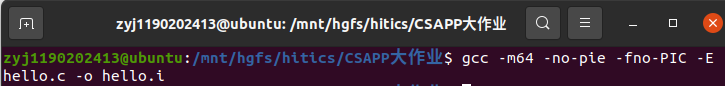 zyj1190202413@ubuntu: /mnt/hgfs/hitics/CSAPP大作业
zyj1190202413@ubuntu:/mnt/hgfs/hitics/CSAPP大作业$ gcc -m64 -no-pie -fno-PIC -E
hello.c -o hello.i